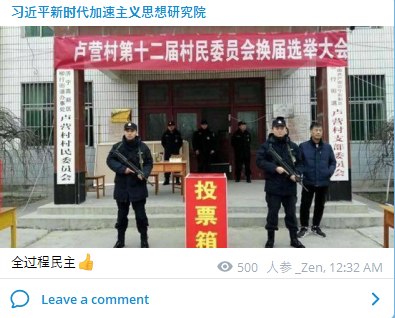 习近平新时代加速主义思想研究院
卢营村第十二届村民委员会换届选举大会
卢营村村民委员会
卢营村支部委员会
投票箱
全过程民主👍
500 人参 _Zen, 12:32 AM
Leave a comment